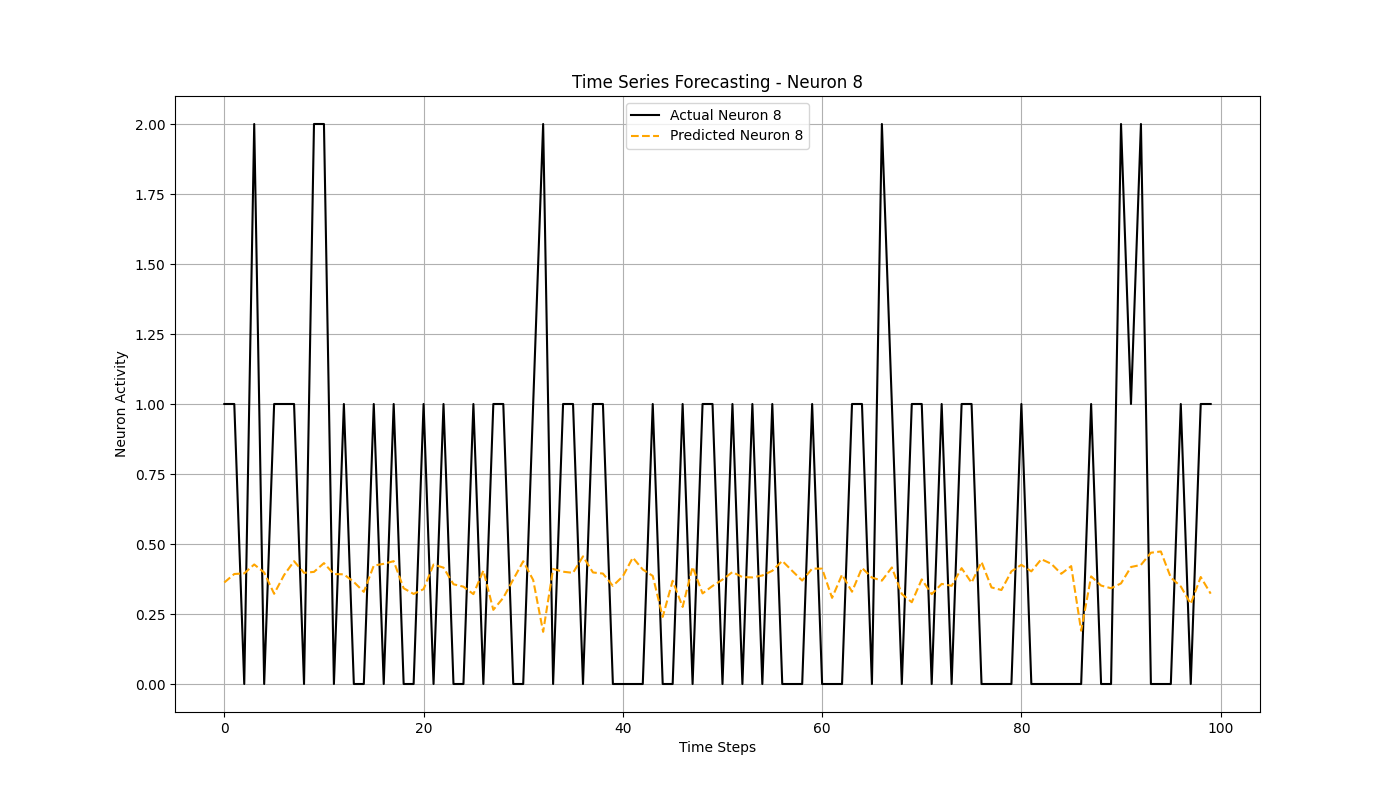 Time Series Forecasting - Neuron 8
Actual Neuron 8
Predicted Neuron 8
2.00
1.75
1.50
1.25
1.00
0.75
0.50
0.25
0.00
Neuron Activity
0 20 40 60 80 100
Time Steps